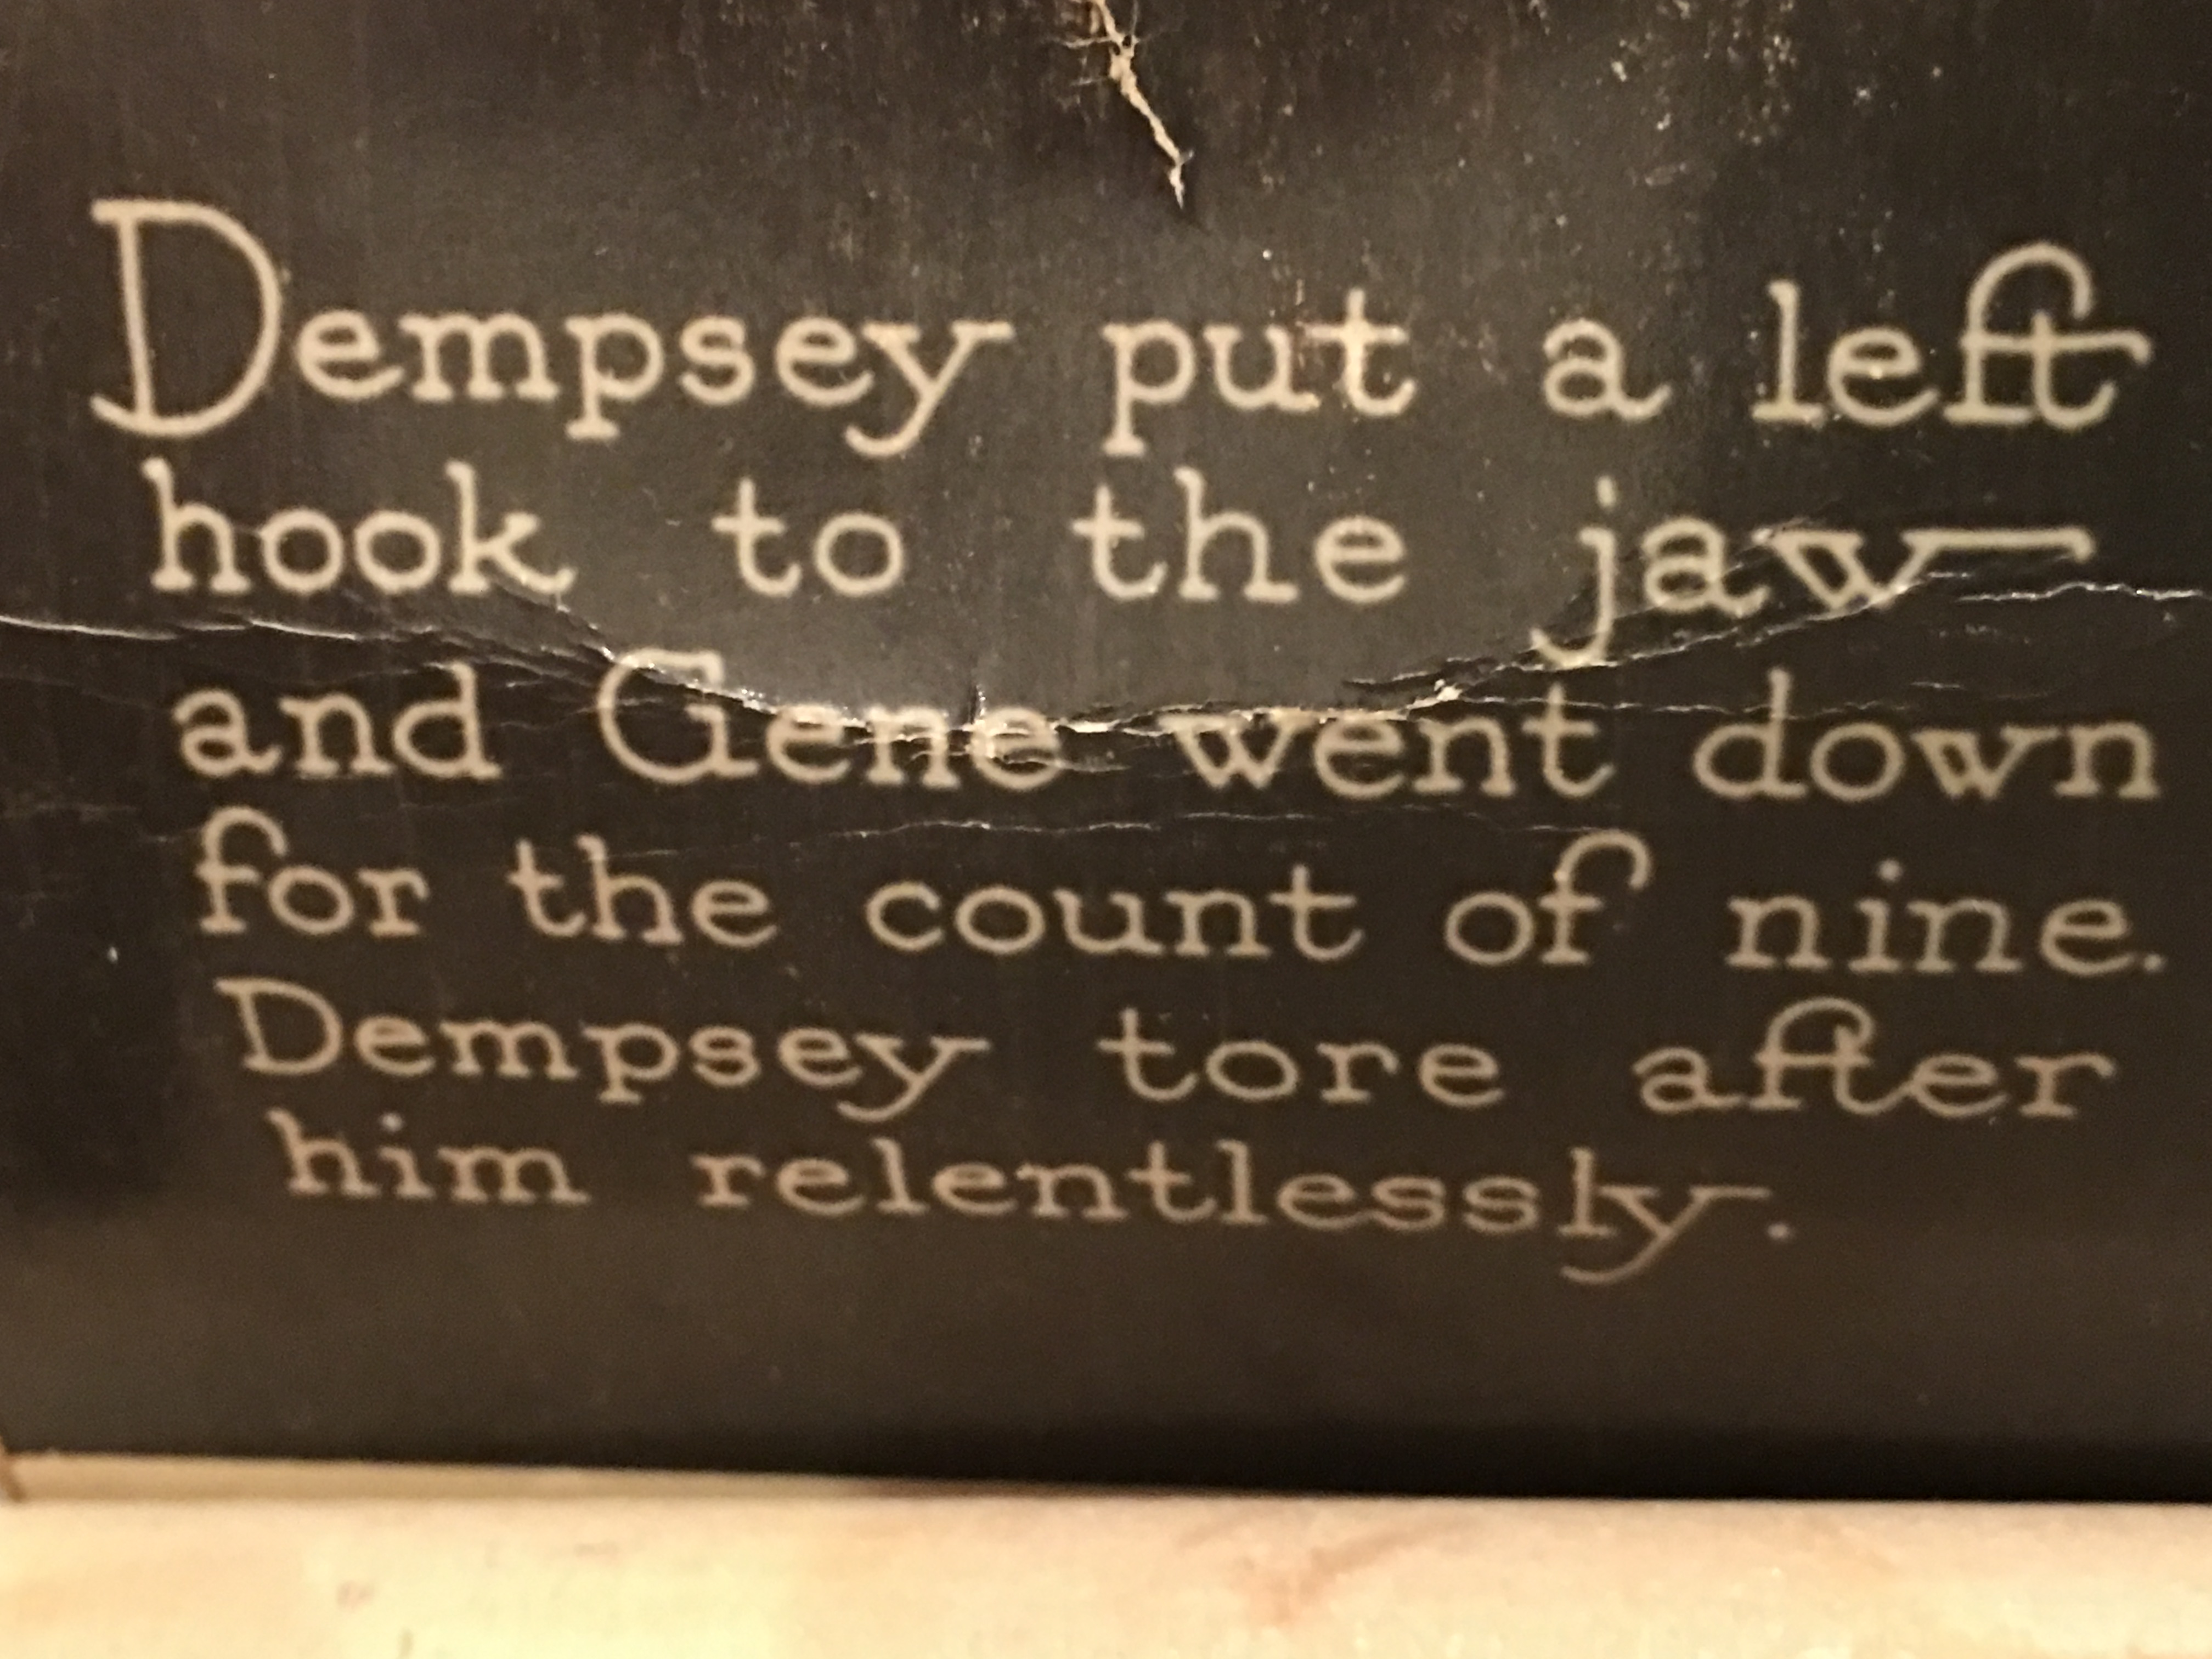 Dempsey put a left
hook to the jaw
and Gene went down
for the count of nine.
Dempsey tore after
him relentlessly.